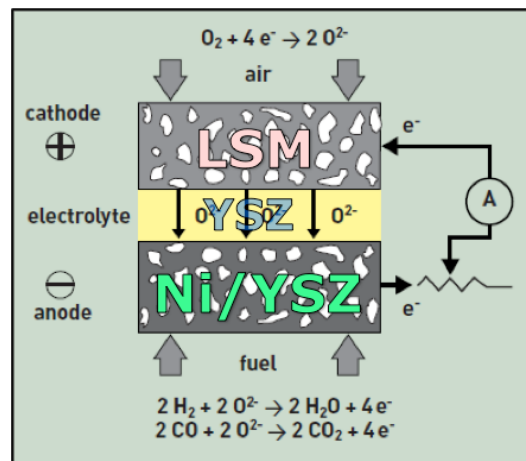 O₂ + 4 e⁻ → 2 O²⁻
air
cathode
e⁻
LSM
A
electrolyte
O²⁻ O²⁻ O²⁻
YSZ
Ni/YSZ
anode
e⁻
fuel
2 H₂ + 2 O²⁻ → 2 H₂O + 4 e⁻
2 CO + 2 O²⁻ → 2 CO₂ + 4 e⁻